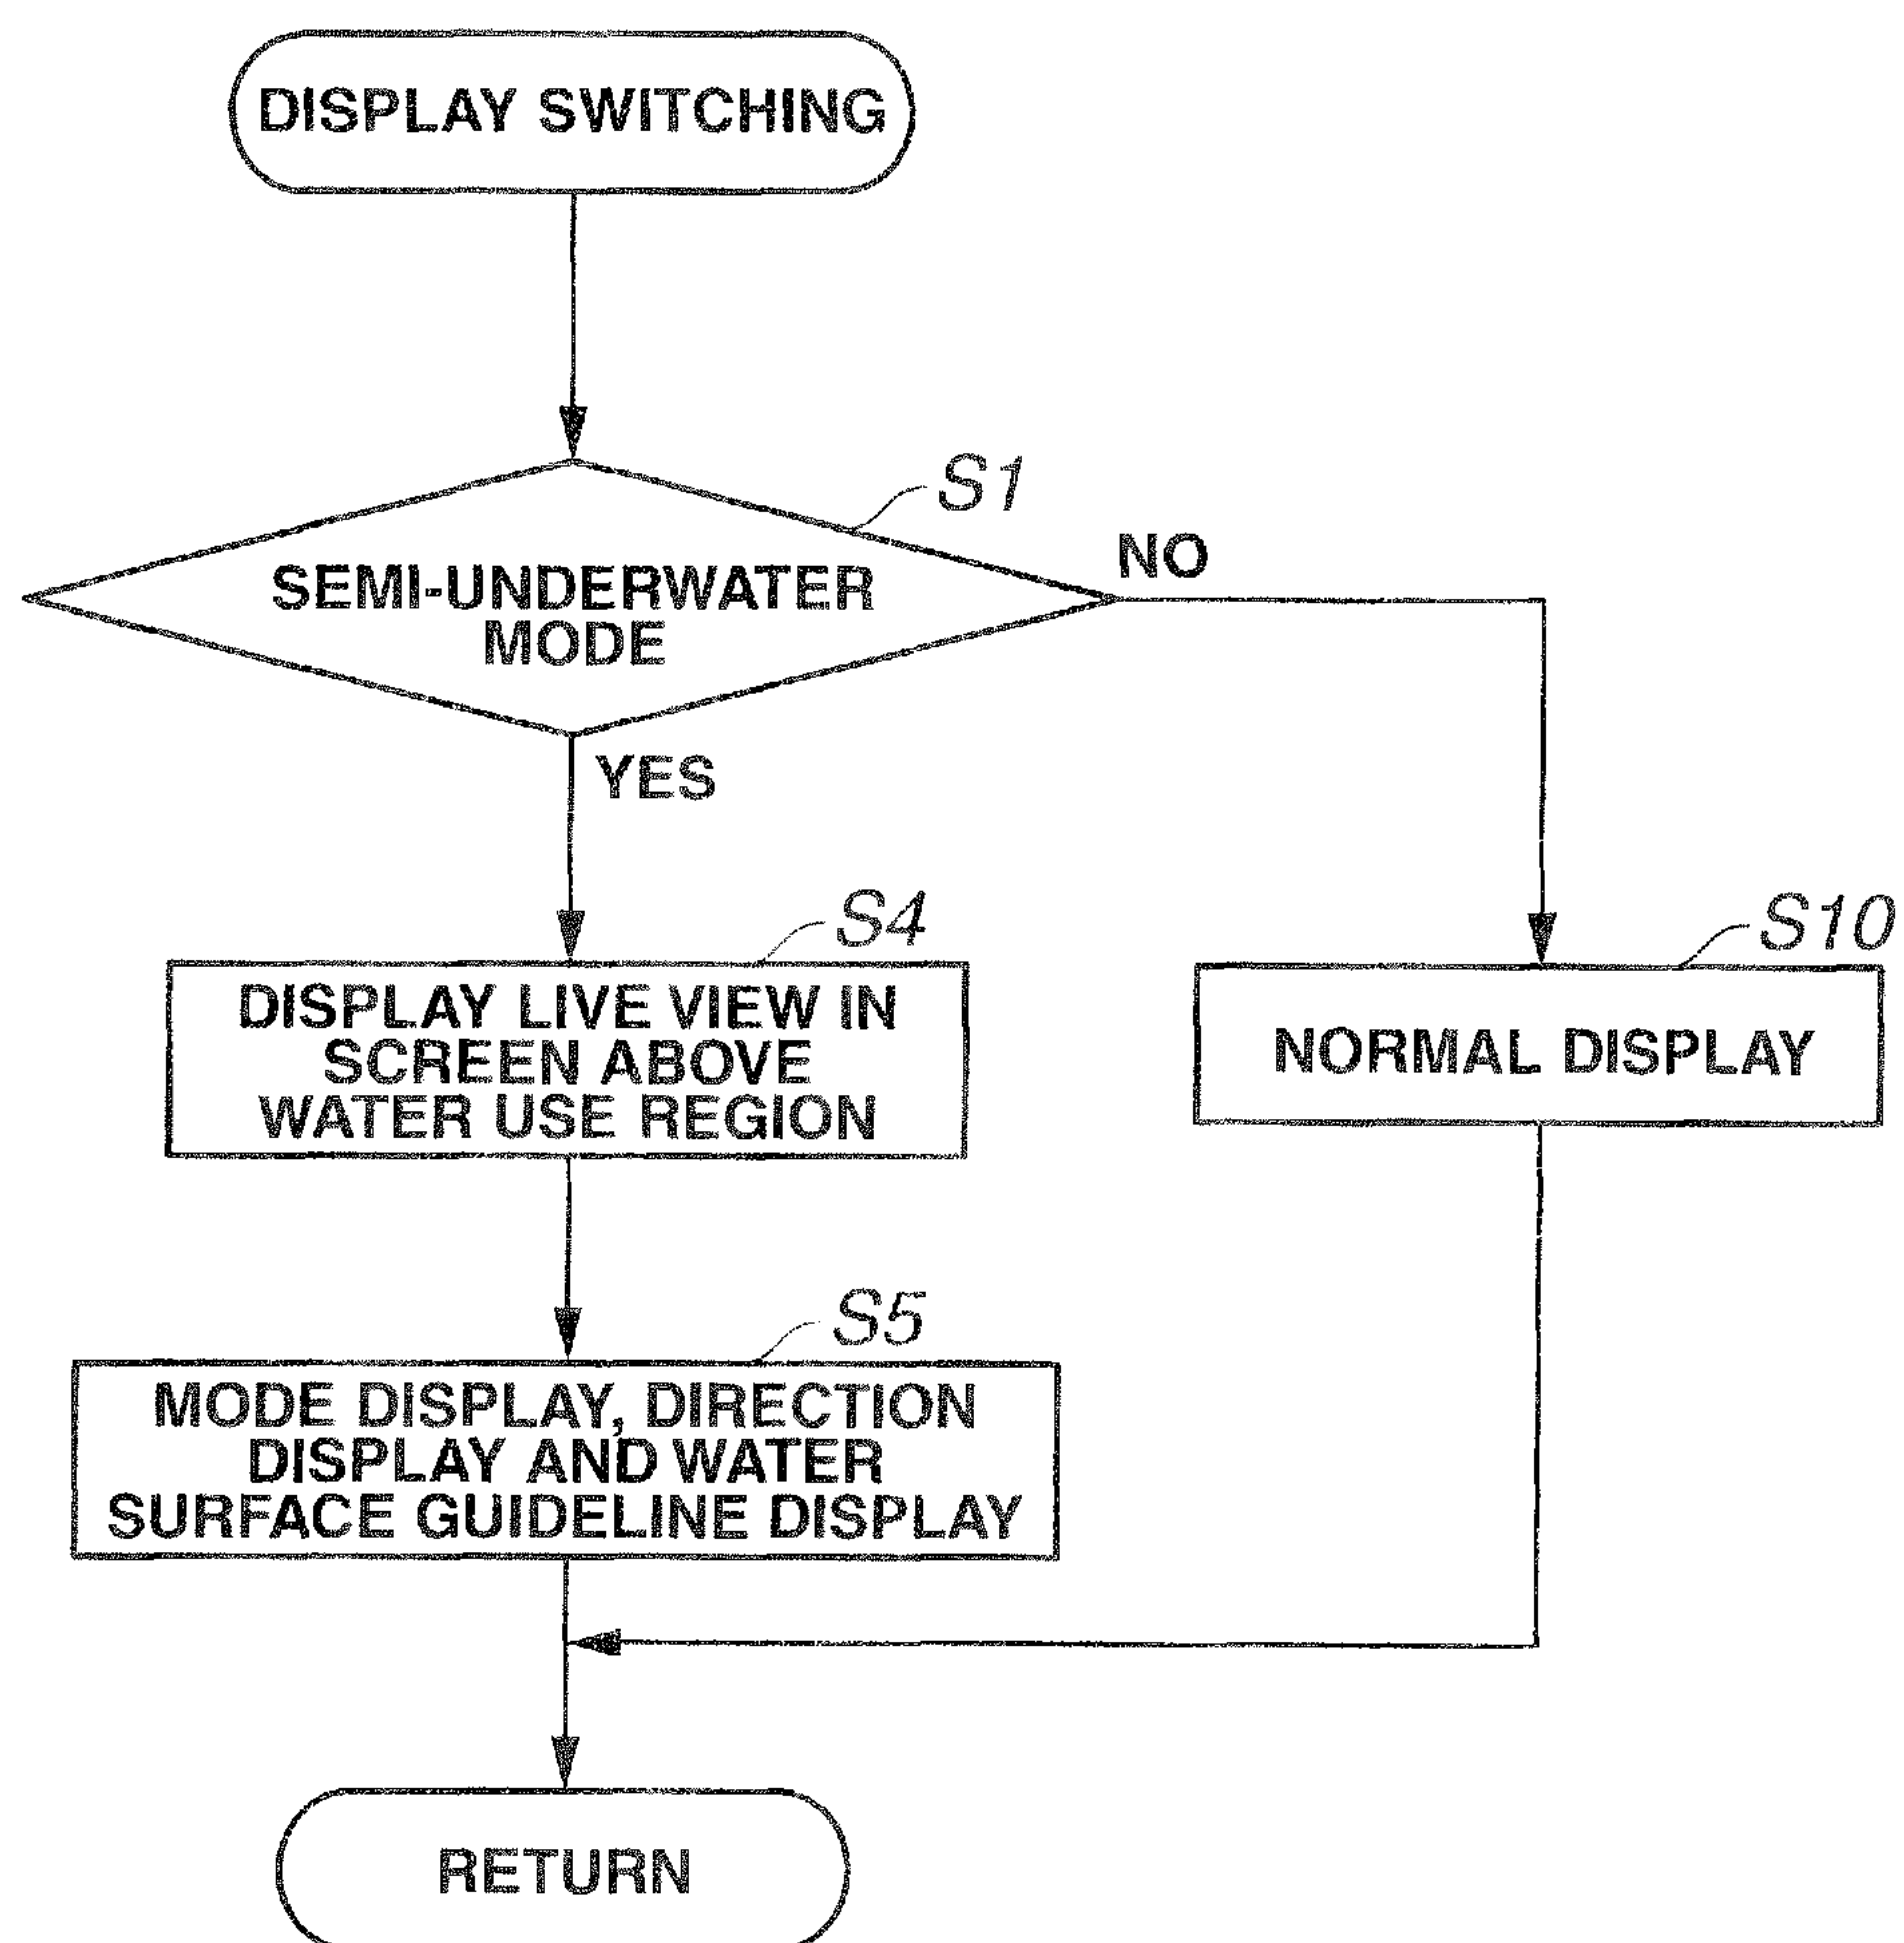 DISPLAY SWITCHING
S1
SEMI-UNDERWATER
MODE
NO
YES
S4
DISPLAY LIVE VIEW IN
SCREEN ABOVE
WATER USE REGION
S10
NORMAL DISPLAY
S5
MODE DISPLAY, DIRECTION
DISPLAY AND WATER
SURFACE GUIDELINE DISPLAY
RETURN